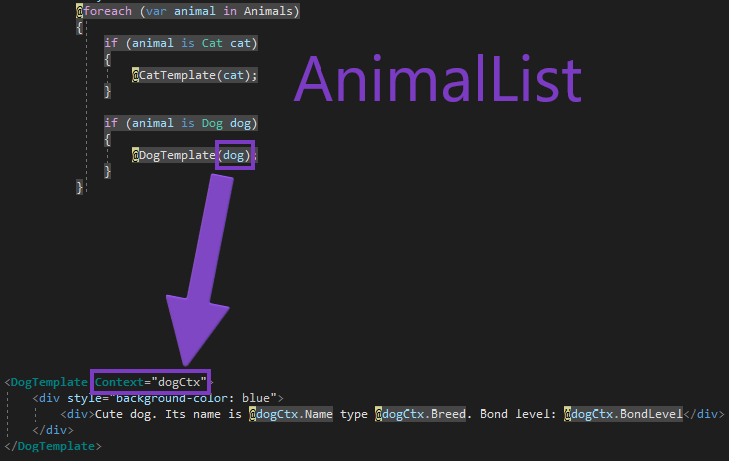 @foreach (var animal in Animals)
{
if (animal is Cat cat)
{
@CatTemplate(cat);
}
if (animal is Dog dog)
{
@DogTemplate(dog);
}
}
AnimalList
<DogTemplate Context="dogCtx">
<div style="background-color: blue">
<div>Cute dog. Its name is @dogCtx.Name type @dogCtx.Breed. Bond level: @dogCtx.BondLevel</div>
</div>
</DogTemplate>